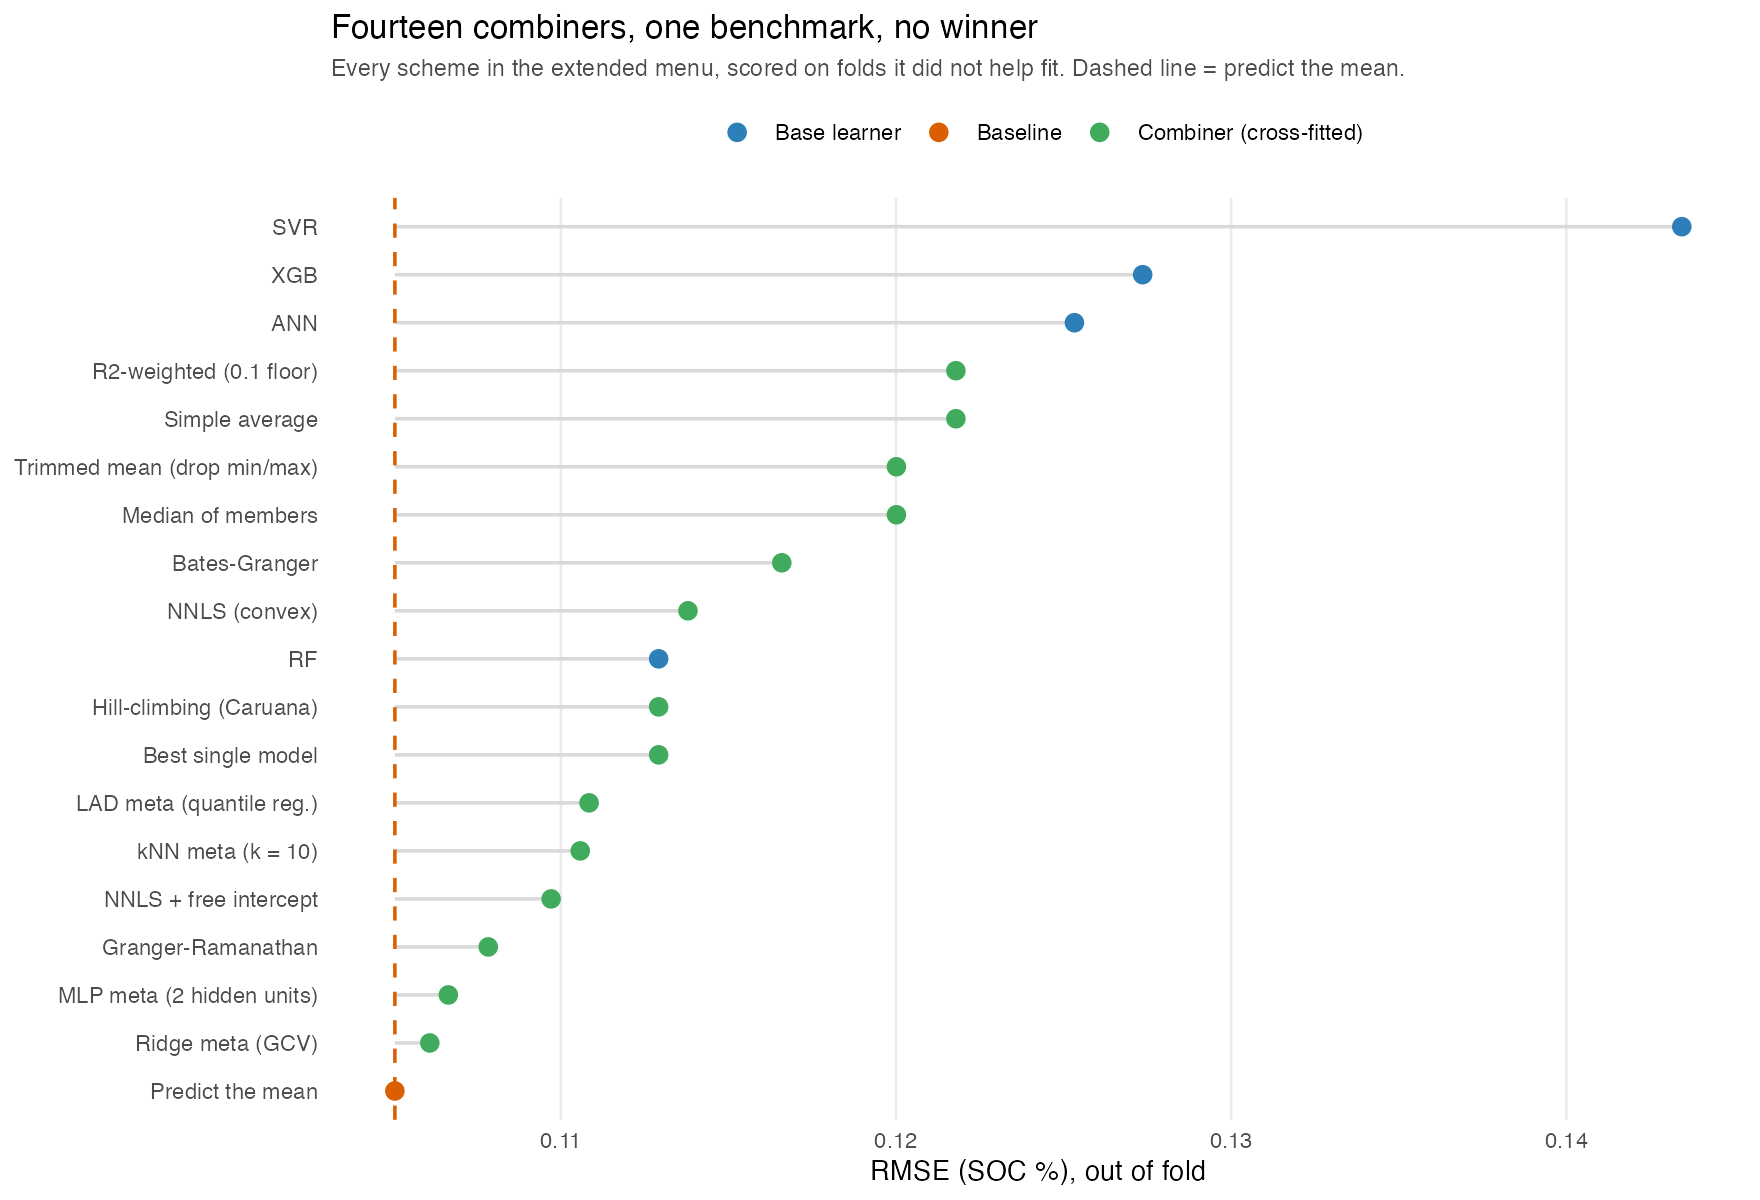 Fourteen combiners, one benchmark, no winner
Every scheme in the extended menu, scored on folds it did not help fit. Dashed line = predict the mean.
Base learner
Baseline
Combiner (cross-fitted)
SVR
XGB
ANN
R2-weighted (0.1 floor)
Simple average
Trimmed mean (drop min/max)
Median of members
Bates-Granger
NNLS (convex)
RF
Hill-climbing (Caruana)
Best single model
LAD meta (quantile reg.)
kNN meta (k = 10)
NNLS + free intercept
Granger-Ramanathan
MLP meta (2 hidden units)
Ridge meta (GCV)
Predict the mean
0.11
0.12
0.13
0.14
RMSE (SOC %), out of fold